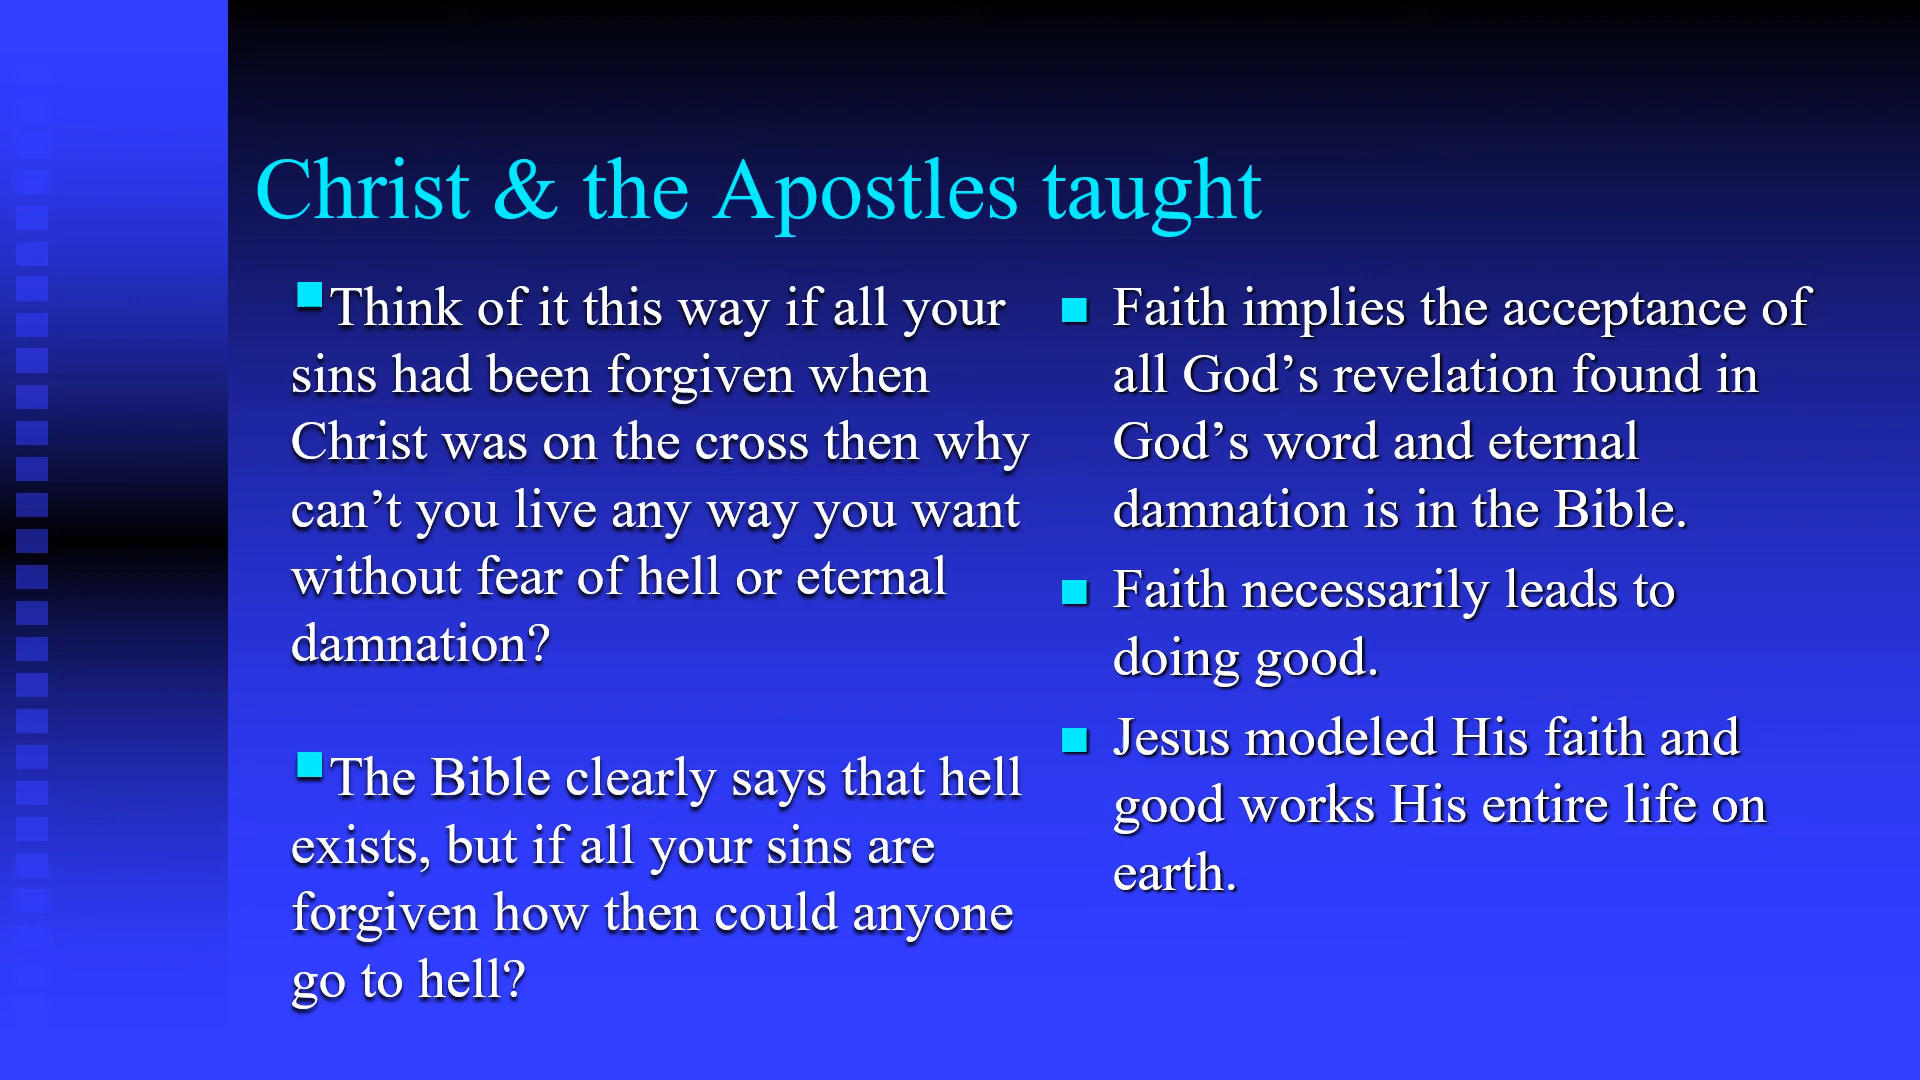 Christ & the Apostles taught
▪Think of it this way if all your
sins had been forgiven when
Christ was on the cross then why
can’t you live any way you want
without fear of hell or eternal
damnation?
▪The Bible clearly says that hell
exists, but if all your sins are
forgiven how then could anyone
go to hell?
■ Faith implies the acceptance of
all God’s revelation found in
God’s word and eternal
damnation is in the Bible.
■ Faith necessarily leads to
doing good.
■ Jesus modeled His faith and
good works His entire life on
earth.